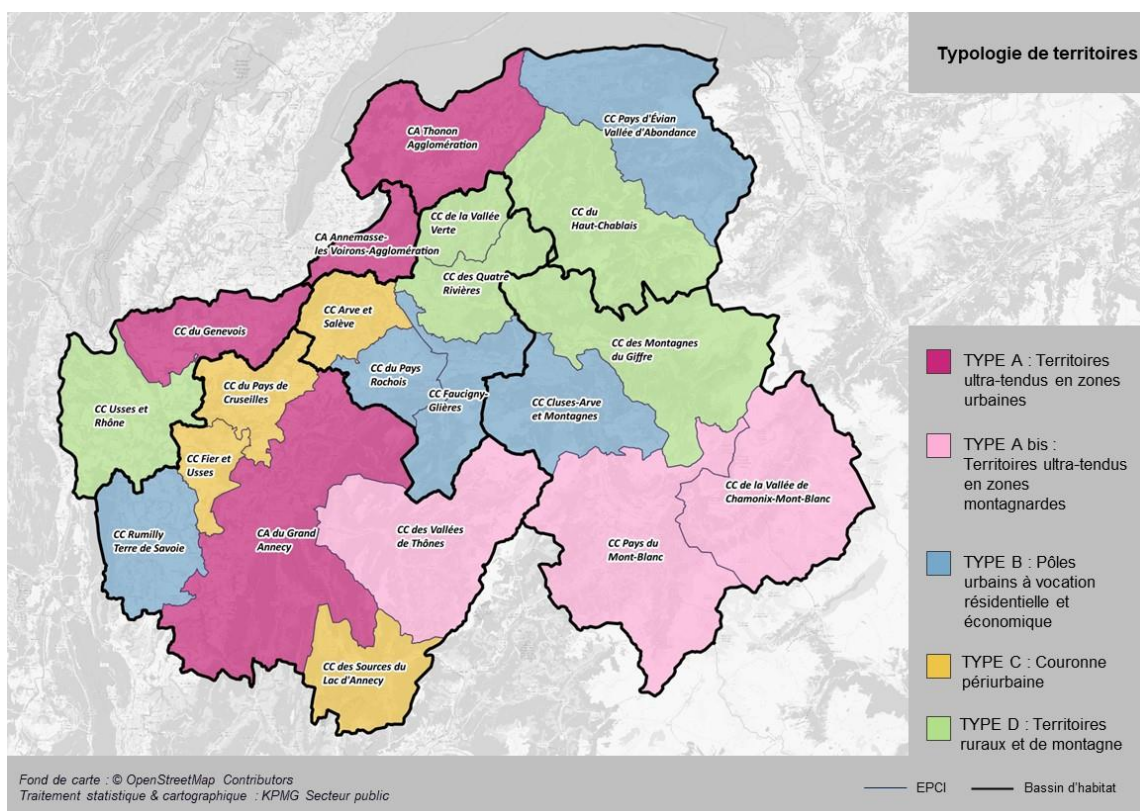 Typologie de territoires
CC Pays d'Évian
Vallée d'Abondance
CA Thonon
Agglomération
CC de la Vallée
Verte
CC du
Haut-Chablais
CA Annemasse-
les Voirons-Agglomération
CC des Quatre
Rivières
CC Arve et
Salève
CC du Genevois
CC des Montagnes
du Giffre
CC du Pays
Rochois
CC du Pays de
Cruseilles
CC Faucigny-
Glières
CC Cluses-Arve
et Montagnes
CC Usses et
Rhône
CC Fier et
Usses
CC de la Vallée de
Chamonix-Mont-Blanc
CC Rumilly
Terre de Savoie
CA du Grand
Annecy
CC des Vallées
de Thônes
CC Pays du
Mont-Blanc
CC des Sources du
Lac d'Annecy
TYPE A : Territoires
ultra-tendus en zones
urbaines
TYPE A bis :
Territoires ultra-tendus
en zones
montagnardes
TYPE B : Pôles
urbains à vocation
résidentielle et
économique
TYPE C : Couronne
périurbaine
TYPE D : Territoires
ruraux et de montagne
Fond de carte : © OpenStreetMap Contributors
Traitement statistique & cartographique : KPMG Secteur public
EPCI
Bassin d'habitat